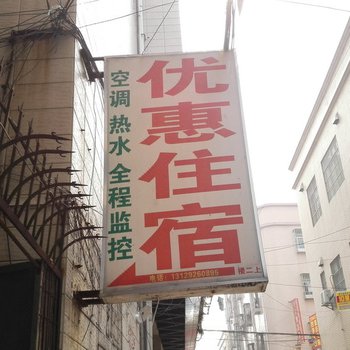 优惠住宿
空调 热水 全程监控
电话: 13129260895
楼二上